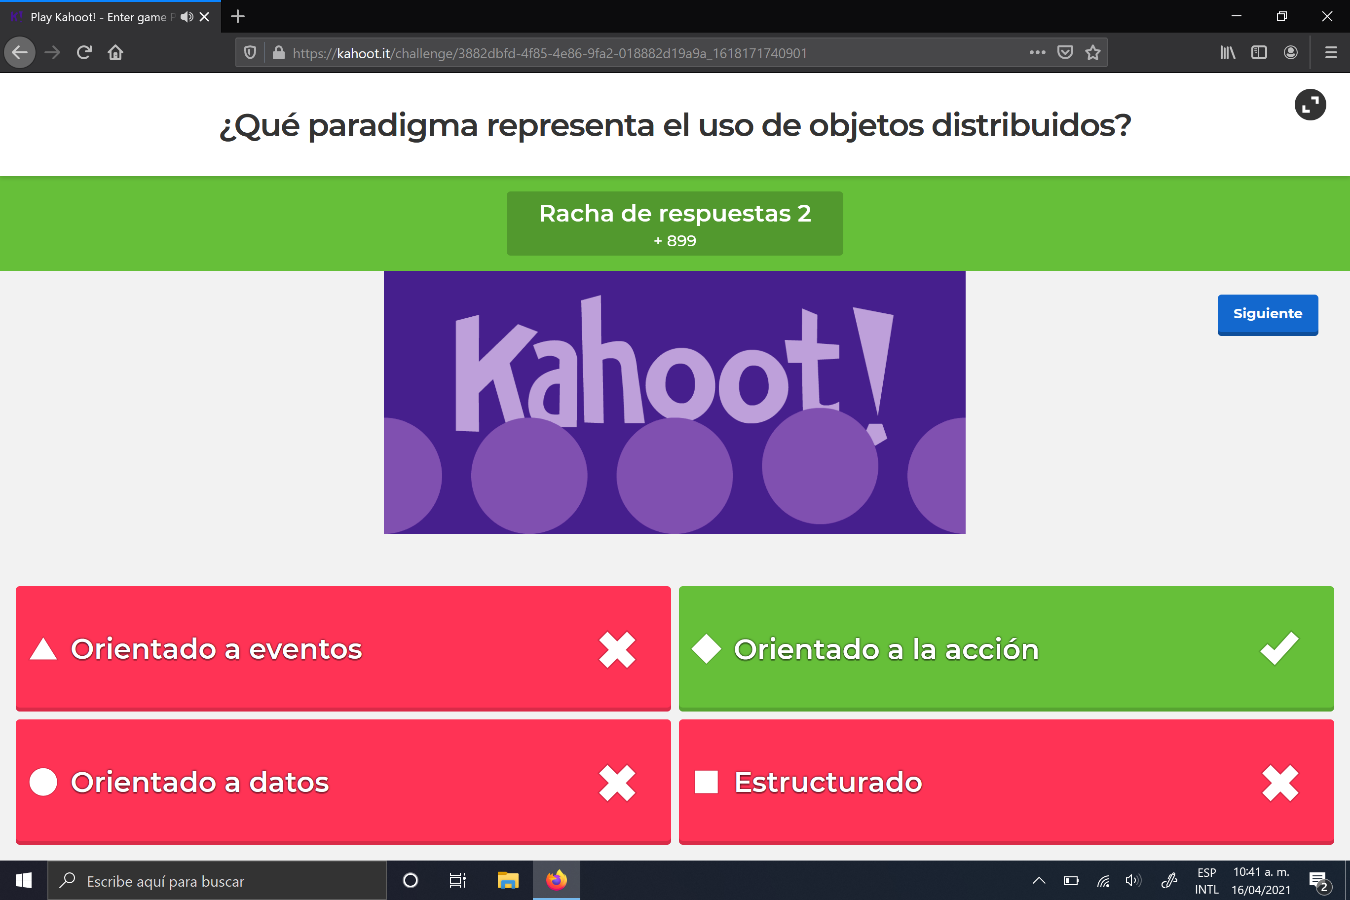 Play Kahoot! - Enter game P
https://kahoot.it/challenge/3882dbfd-4f85-4e86-9fa2-018882d19a9a_1618171740901
¿Qué paradigma representa el uso de objetos distribuidos?
Racha de respuestas 2
+ 899
Kahoot!
Siguiente
Orientado a eventos
Orientado a la acción
Orientado a datos
Estructurado
Escribe aquí para buscar
ESP
INTL
10:41 a. m.
16/04/2021
2